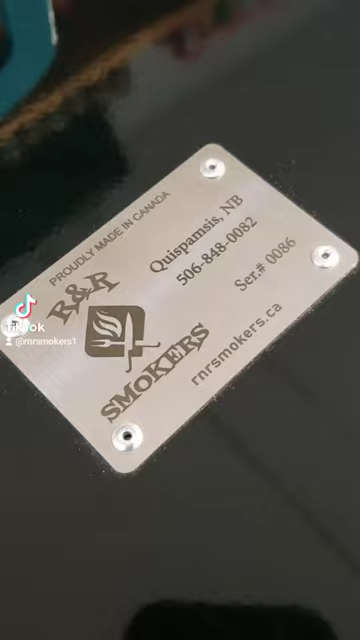 PROUDLY MADE IN CANADA
R&R
SMOKERS
Quispamsis, NB
506-848-0082
Ser.# 0086
rnrsmokers.ca
TikTok
@rnrsmokers1